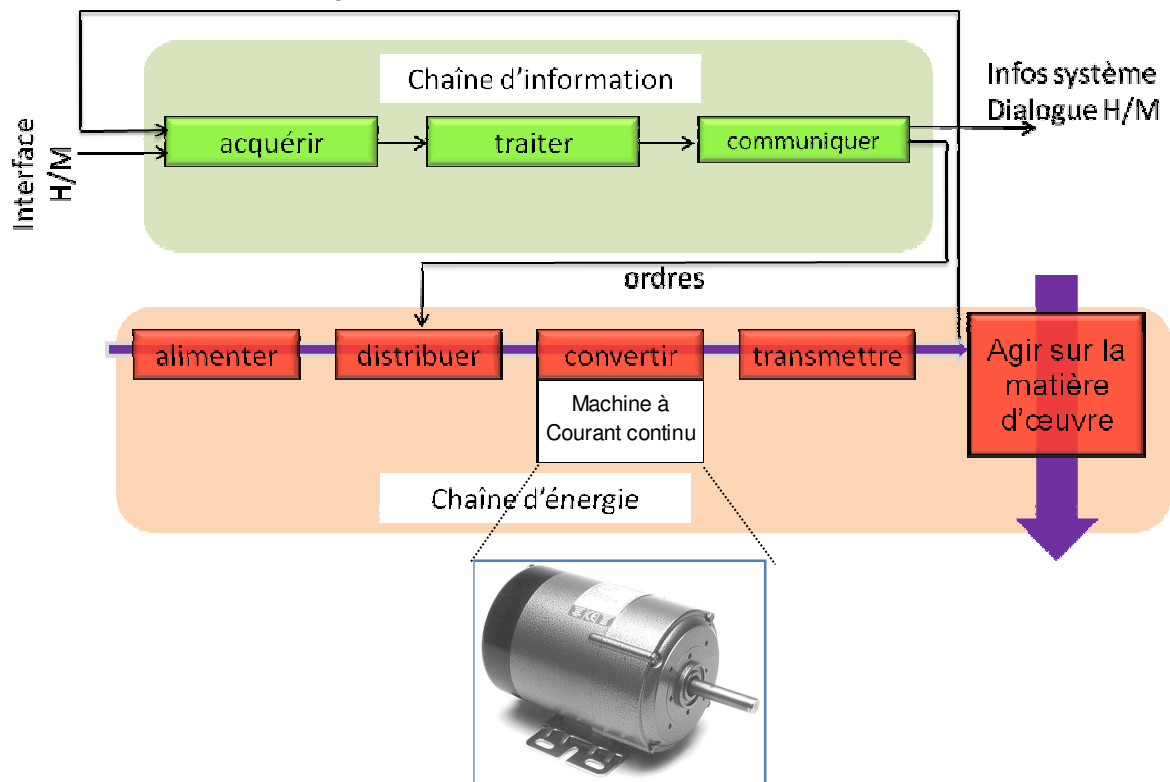 Chaîne d'information
Infos système
Dialogue H/M
acquérir
traiter
communiquer
Interface
H/M
ordres
alimenter
distribuer
convertir
transmettre
Agir sur la
matière
d'œuvre
Machine à
Courant continu
Chaîne d'énergie